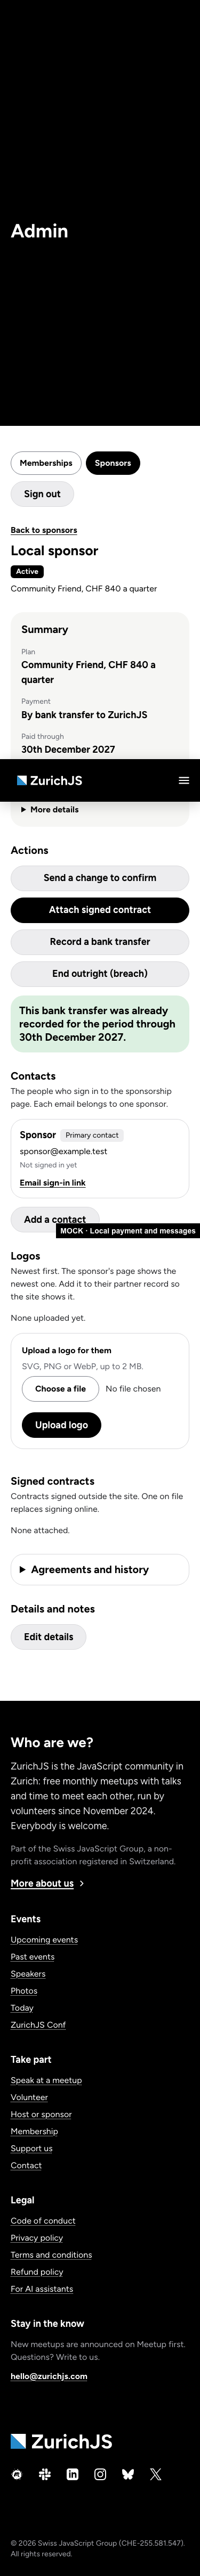 Admin
Memberships
Sponsors
Sign out
Back to sponsors
Local sponsor
Active
Community Friend, CHF 840 a quarter
Summary
Plan
Community Friend, CHF 840 a
quarter
Payment
By bank transfer to ZurichJS
Paid through
30th December 2027
ZurichJS
More details
Actions
Send a change to confirm
Attach signed contract
Record a bank transfer
End outright (breach)
This bank transfer was already
recorded for the period through
30th December 2027.
Contacts
The people who sign in to the sponsorship
page. Each email belongs to one sponsor.
Sponsor Primary contact
sponsor@example.test
Not signed in yet
Email sign-in link
Add a contact
MOCK · Local payment and messages
Logos
Newest first. The sponsor's page shows the
newest one. Add it to their partner record so
the site shows it.
None uploaded yet.
Upload a logo for them
SVG, PNG or WebP, up to 2 MB.
Choose a file No file chosen
Upload logo
Signed contracts
Contracts signed outside the site. One on file
replaces signing online.
None attached.
Agreements and history
Details and notes
Edit details
Who are we?
ZurichJS is the JavaScript community in
Zurich: free monthly meetups with talks
and time to meet each other, run by
volunteers since November 2024.
Everybody is welcome.
Part of the Swiss JavaScript Group, a non-
profit association registered in Switzerland.
More about us
Events
Upcoming events
Past events
Speakers
Photos
Today
ZurichJS Conf
Take part
Speak at a meetup
Volunteer
Host or sponsor
Membership
Support us
Contact
Legal
Code of conduct
Privacy policy
Terms and conditions
Refund policy
For AI assistants
Stay in the know
New meetups are announced on Meetup first.
Questions? Write to us.
hello@zurichjs.com
ZurichJS
© 2026 Swiss JavaScript Group (CHE-255.581.547).
All rights reserved.